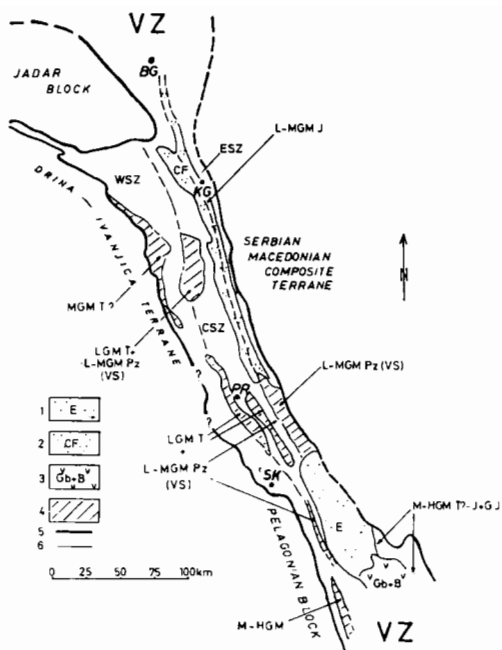 VZ
BG
JADAR
BLOCK
L-MGM J
ESZ
CF
WSZ
KG
DRINA - IVANJICA TERRANE
SERBIAN
MACEDONIAN
COMPOSITE
TERRANE
N
MGM T?
CSZ
LGM T+
L-MGM Pz
(VS)
?
L-MGM Pz (VS)
PR
?
1 E
LGM T
+
L-MGM Pz
(VS)
2 CF
SK
3 Gb+B
M-HGM T?-J+GJ
4
E
5
6
Gb+B
0 25 50 75 100km
PELAGONIAN BLOCK
M-HGM
VZ